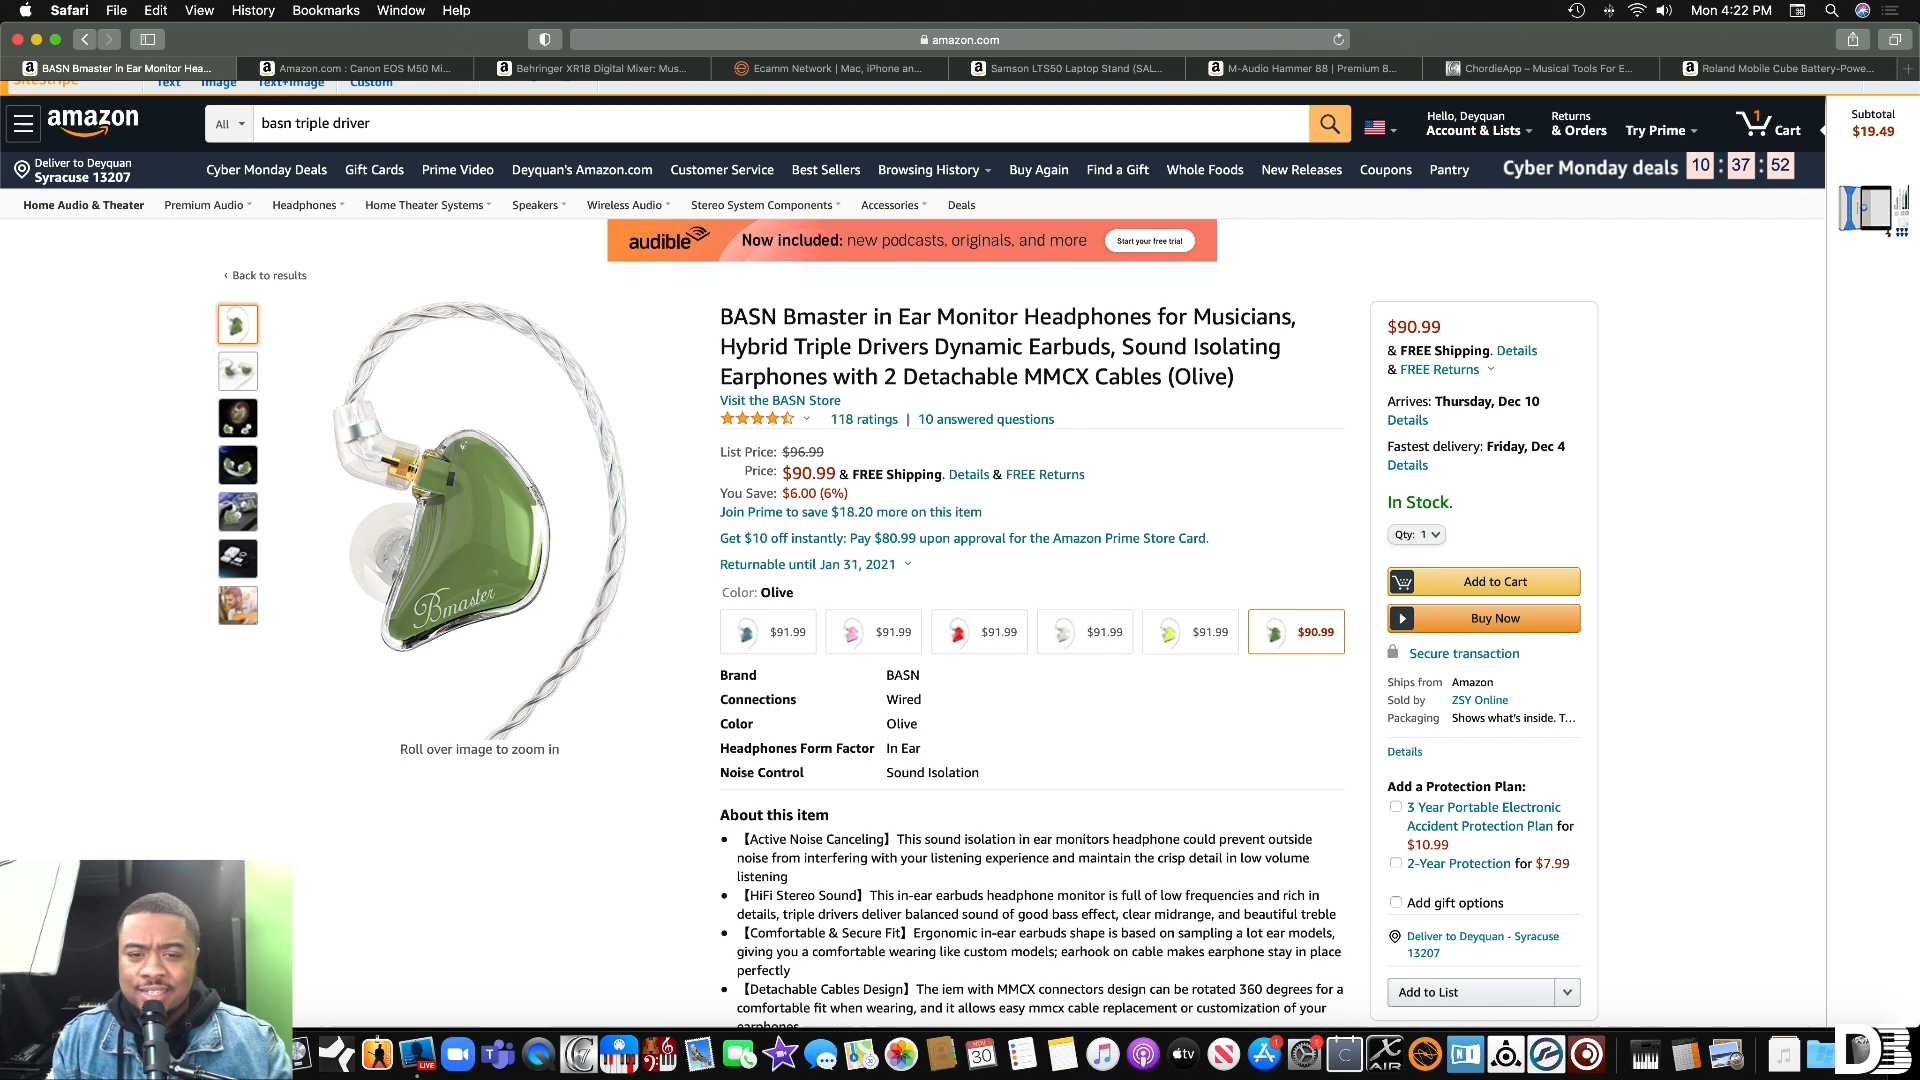 Safari File Edit View History Bookmarks Window Help
Mon 4:22 PM
amazon.com
BASN Bmaster in Ear Monitor Hea...
Amazon.com : Canon EOS M50 Mi...
Behringer XR18 Digital Mixer: Mus...
Ecamm Network | Mac, iPhone an...
Samson LTS50 Laptop Stand (SAL...
M-Audio Hammer 88 | Premium 8...
ChordieApp – Musical Tools For E...
Roland Mobile Cube Battery-Powe...
SiteStripe Text Image Text+Image Custom
amazon
All
basn triple driver
Hello, Deyquan
Account & Lists
Returns
& Orders
Try Prime
1
Cart
Subtotal
$19.49
Deliver to Deyquan
Syracuse 13207
Cyber Monday Deals Gift Cards Prime Video Deyquan's Amazon.com Customer Service Best Sellers Browsing History Buy Again Find a Gift Whole Foods New Releases Coupons Pantry
Cyber Monday deals 10 : 37 : 52
Home Audio & Theater Premium Audio Headphones Home Theater Systems Speakers Wireless Audio Stereo System Components Accessories Deals
audible Now included: new podcasts, originals, and more Start your free trial
‹ Back to results
Bmaster
Roll over image to zoom in
BASN Bmaster in Ear Monitor Headphones for Musicians,
Hybrid Triple Drivers Dynamic Earbuds, Sound Isolating
Earphones with 2 Detachable MMCX Cables (Olive)
Visit the BASN Store
118 ratings | 10 answered questions
List Price: $96.99
Price: $90.99 & FREE Shipping. Details & FREE Returns
You Save: $6.00 (6%)
Join Prime to save $18.20 more on this item
Get $10 off instantly: Pay $80.99 upon approval for the Amazon Prime Store Card.
Returnable until Jan 31, 2021
Color: Olive
$91.99 $91.99 $91.99 $91.99 $91.99 $90.99
Brand BASN
Connections Wired
Color Olive
Headphones Form Factor In Ear
Noise Control Sound Isolation
About this item
• 【Active Noise Canceling】This sound isolation in ear monitors headphone could prevent outside
noise from interfering with your listening experience and maintain the crisp detail in low volume
listening
• 【HiFi Stereo Sound】This in-ear earbuds headphone monitor is full of low frequencies and rich in
details, triple drivers deliver balanced sound of good bass effect, clear midrange, and beautiful treble
• 【Comfortable & Secure Fit】Ergonomic in-ear earbuds shape is based on sampling a lot ear models,
giving you a comfortable wearing like custom models; earhook on cable makes earphone stay in place
perfectly
• 【Detachable Cables Design】The iem with MMCX connectors design can be rotated 360 degrees for a
comfortable fit when wearing, and it allows easy mmcx cable replacement or customization of your
earphones
$90.99
& FREE Shipping. Details
& FREE Returns
Arrives: Thursday, Dec 10
Details
Fastest delivery: Friday, Dec 4
Details
In Stock.
Qty: 1
Add to Cart
Buy Now
Secure transaction
Ships from Amazon
Sold by ZSY Online
Packaging Shows what's inside. T...
Details
Add a Protection Plan:
3 Year Portable Electronic
Accident Protection Plan for
$10.99
2-Year Protection for $7.99
Add gift options
Deliver to Deyquan - Syracuse
13207
Add to List
LIVE
NOV
30
tv
1
X
AIR
DB